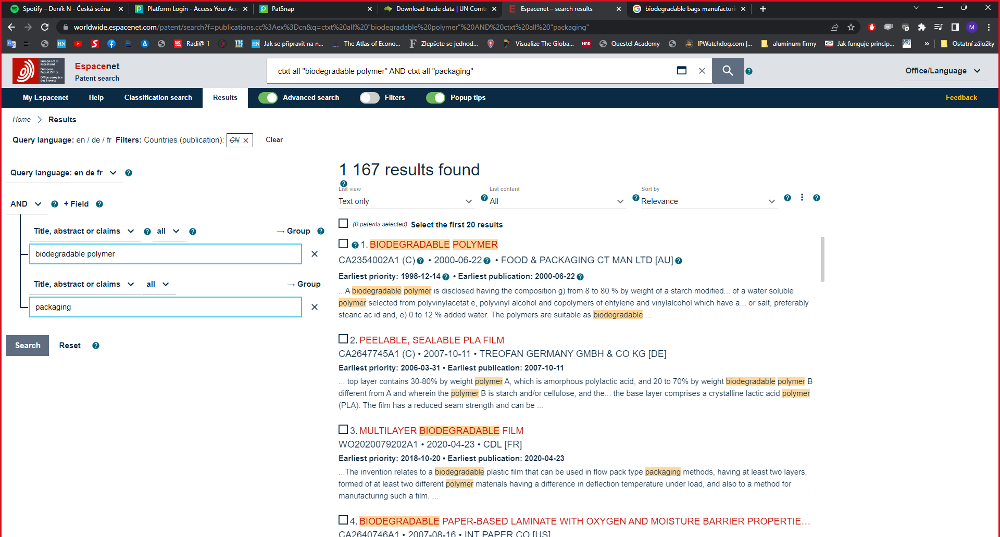 Spotify – Deník N - Česká scéna
Platform Login - Access Your Acc
PatSnap
Download trade data | UN Comtr
Espacenet – search results
biodegradable bags manufacturi
worldwide.espacenet.com/patent/search?f=publications.cc%3Aex%3Dcn&q=ctxt%20all%20"biodegradable%20polymer"%20AND%20ctxt%20all%20"packaging"
M
HN
Radi@ 1
TTC
HN Jak se připravit na n...
The Atlas of Econo...
Zlepšete se jednod...
Visualize The Globa...
HBR
Questel Academy
IPWatchdog.com |...
aluminum firmy
Jak funguje princip...
»
Ostatní záložky
Europäisches Patentamt
European Patent Office
Office européen des brevets
Espacenet
Patent search
ctxt all "biodegradable polymer" AND ctxt all "packaging"
Office/Language
My Espacenet
Help
Classification search
Results
Advanced search
Filters
Popup tips
Feedback
Home > Results
Query language: en / de / fr Filters: Countries (publication): CN Clear
Query language: en de fr
AND + Field
Title, abstract or claims all → Group
biodegradable polymer
Title, abstract or claims all → Group
packaging
Search Reset
1 167 results found
List view
Text only
List content
All
Sort by
Relevance
(0 patents selected) Select the first 20 results
1. BIODEGRADABLE POLYMER
CA2354002A1 (C) • 2000-06-22 • FOOD & PACKAGING CT MAN LTD [AU]
Earliest priority: 1998-12-14 • Earliest publication: 2000-06-22
...A biodegradable polymer is disclosed having the composition g) from 8 to 80 % by weight of a starch modified... of a water soluble
polymer selected from polyvinylacetat e, polyvinyl alcohol and copolymers of ehtylene and vinylalcohol which have a... or salt, preferably
stearic ac id and, e) 0 to 12 % added water. The polymers are suitable as biodegradable ...
2. PEELABLE, SEALABLE PLA FILM
CA2647745A1 (C) • 2007-10-11 • TREOFAN GERMANY GMBH & CO KG [DE]
Earliest priority: 2006-03-31 • Earliest publication: 2007-10-11
... top layer contains 30-80% by weight polymer A, which is amorphous polylactic acid, and 20 to 70% by weight biodegradable polymer B
different from A and wherein the polymer B is starch and/or cellulose, and the... the base layer comprises a crystalline lactic acid polymer
(PLA). The film has a reduced seam strength and can be ...
3. MULTILAYER BIODEGRADABLE FILM
WO2020079202A1 • 2020-04-23 • CDL [FR]
Earliest priority: 2018-10-20 • Earliest publication: 2020-04-23
...The invention relates to a biodegradable plastic film that can be used in flow pack type packaging methods, having at least two layers,
formed of at least two different polymer materials having a difference in deflection temperature under load, and also to a method for
manufacturing such a film. ...
4. BIODEGRADABLE PAPER-BASED LAMINATE WITH OXYGEN AND MOISTURE BARRIER PROPERTIE...
CA2640746A1 • 2007-08-16 • INT PAPER CO [US]